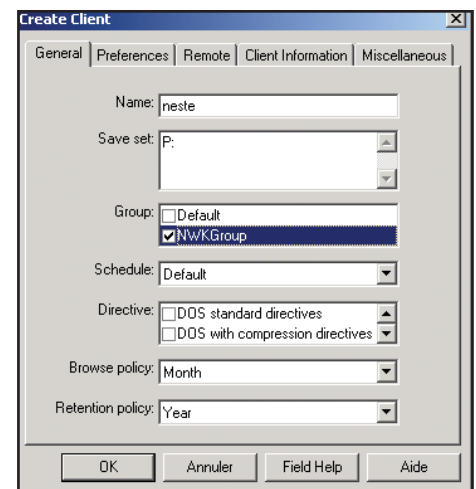 Create Client
General Preferences Remote Client Information Miscellaneous
Name: neste
Save set: P:
Group: Default
NWKGroup
Schedule: Default
Directive: DOS standard directives
DOS with compression directives
Browse policy: Month
Retention policy: Year
OK Annuler Field Help Aide